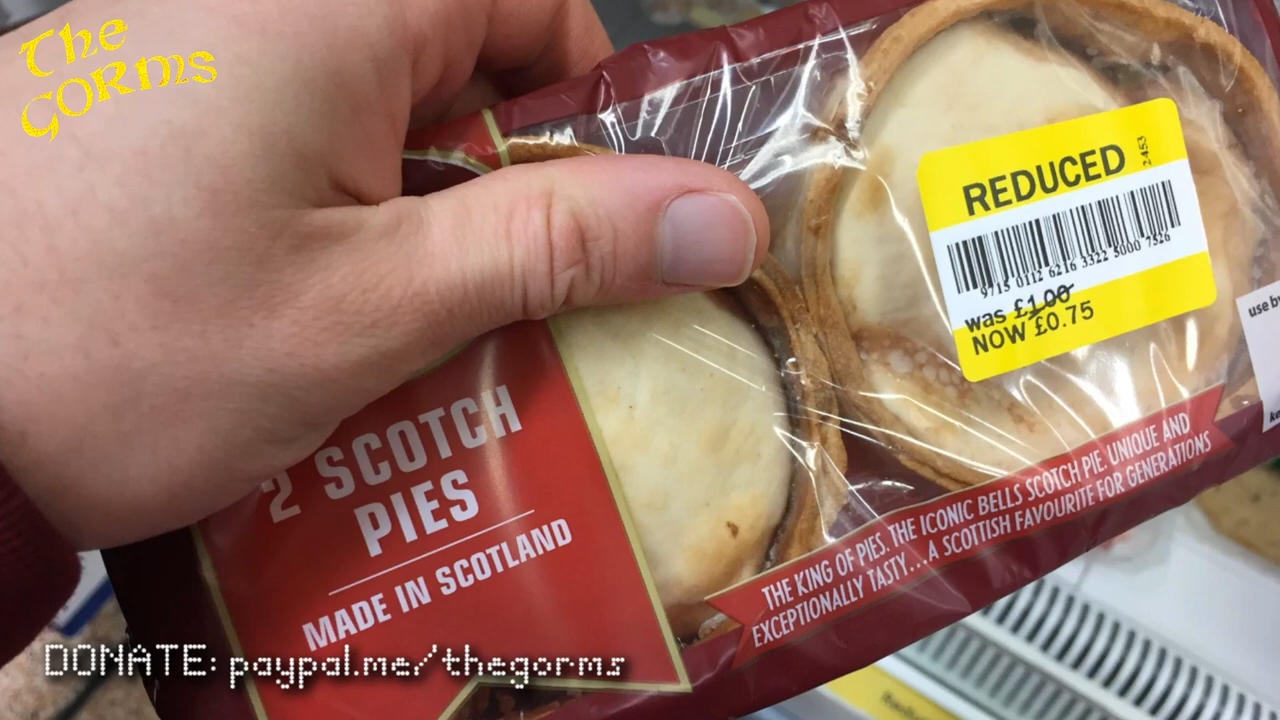 The
GORMS
REDUCED
2453
9715 0112 6216 3322 5000 7526
was £1.00
NOW £0.75
use by
2 SCOTCH
PIES
MADE IN SCOTLAND
THE KING OF PIES. THE ICONIC BELLS SCOTCH PIE. UNIQUE AND
EXCEPTIONALLY TASTY...A SCOTTISH FAVOURITE FOR GENERATIONS
DONATE: paypal.me/thegorms